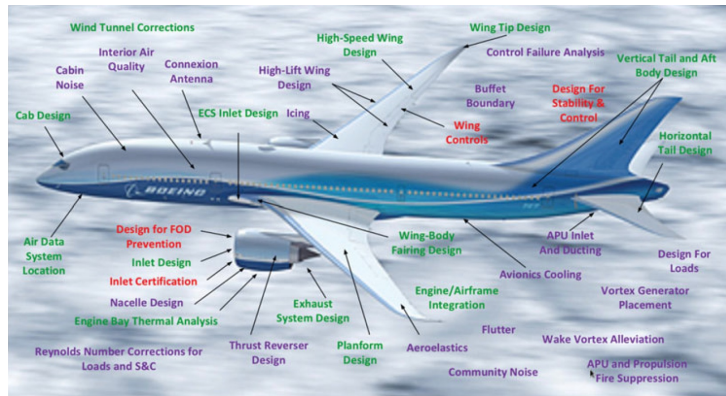 Wind Tunnel Corrections
Wing Tip Design
High-Speed Wing
Design
Control Failure Analysis
Interior Air
Quality
Connexion
Antenna
Vertical Tail and Aft
Body Design
Cabin
Noise
High-Lift Wing
Design
Buffet
Boundary
Design For
Stability &
Control
Cab Design
ECS Inlet Design
Icing
Wing
Controls
Horizontal
Tail Design
BOEING
787
Air Data
System
Location
Design for FOD
Prevention
Inlet Design
Inlet Certification
Nacelle Design
Engine Bay Thermal Analysis
Wing-Body
Fairing Design
APU Inlet
And Ducting
Avionics Cooling
Design For
Loads
Exhaust
System Design
Engine/Airframe
Integration
Vortex Generator
Placement
Reynolds Number Corrections for
Loads and S&C
Thrust Reverser
Design
Planform
Design
Aeroelastics
Flutter
Wake Vortex Alleviation
Community Noise
APU and Propulsion
Fire Suppression